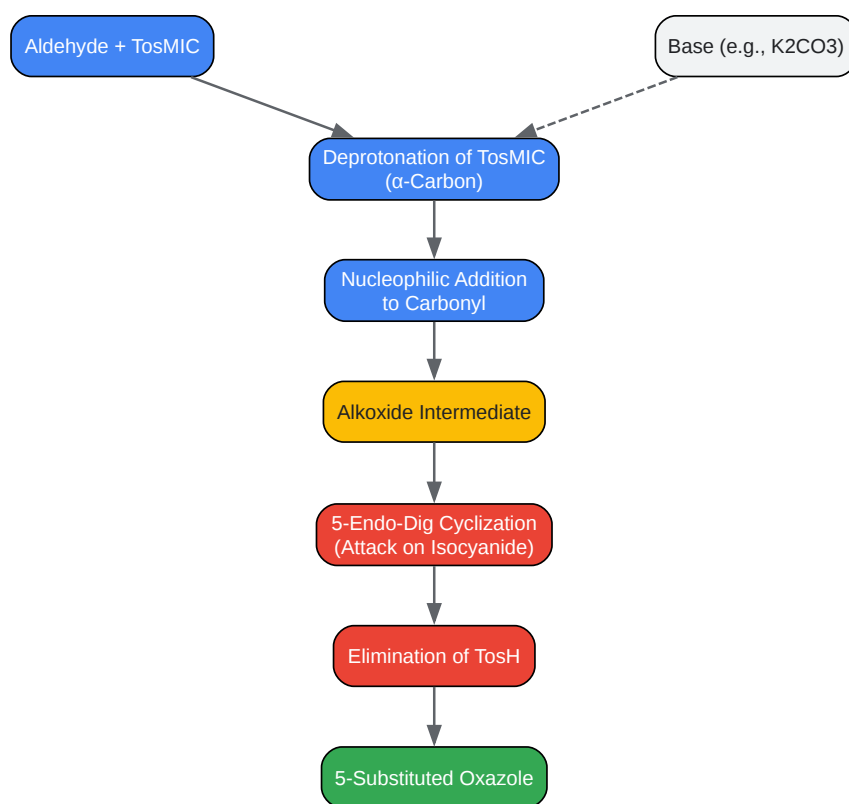 Aldehyde + TosMIC
Base (e.g., K2CO3)
Deprotonation of TosMIC
(α-Carbon)
Nucleophilic Addition
to Carbonyl
Alkoxide Intermediate
5-Endo-Dig Cyclization
(Attack on Isocyanide)
Elimination of TosH
5-Substituted Oxazole